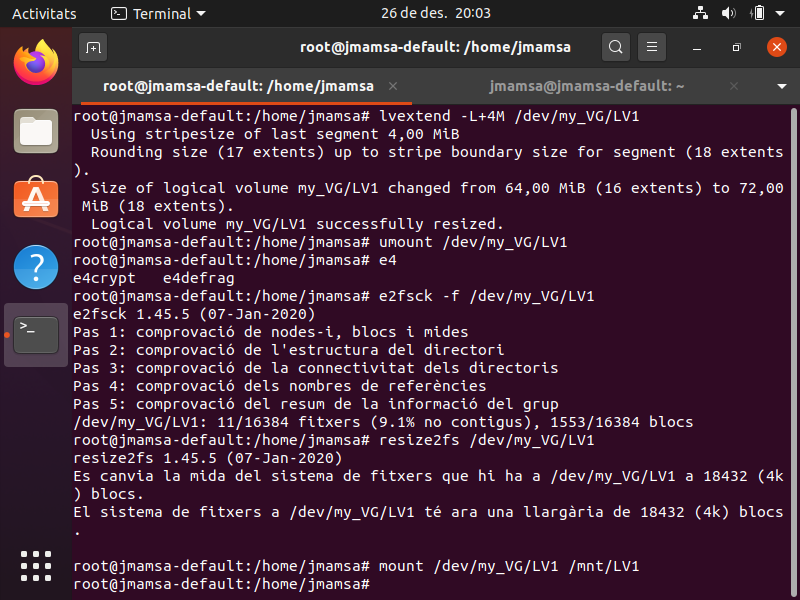 Activitats
Terminal
26 de des.  20:03
root@jmamsa-default: /home/jmamsa
root@jmamsa-default: /home/jmamsa
jmamsa@jmamsa-default: ~
root@jmamsa-default:/home/jmamsa# lvextend -L+4M /dev/my_VG/LV1
  Using stripesize of last segment 4,00 MiB
  Rounding size (17 extents) up to stripe boundary size for segment (18 extents
).
  Size of logical volume my_VG/LV1 changed from 64,00 MiB (16 extents) to 72,00
 MiB (18 extents).
  Logical volume my_VG/LV1 successfully resized.
root@jmamsa-default:/home/jmamsa# umount /dev/my_VG/LV1
root@jmamsa-default:/home/jmamsa# e4
e4crypt   e4defrag
root@jmamsa-default:/home/jmamsa# e2fsck -f /dev/my_VG/LV1
e2fsck 1.45.5 (07-Jan-2020)
Pas 1: comprovació de nodes-i, blocs i mides
Pas 2: comprovació de l'estructura del directori
Pas 3: comprovació de la connectivitat dels directoris
Pas 4: comprovació dels nombres de referències
Pas 5: comprovació del resum de la informació del grup
/dev/my_VG/LV1: 11/16384 fitxers (9.1% no contigus), 1553/16384 blocs
root@jmamsa-default:/home/jmamsa# resize2fs /dev/my_VG/LV1
resize2fs 1.45.5 (07-Jan-2020)
Es canvia la mida del sistema de fitxers que hi ha a /dev/my_VG/LV1 a 18432 (4k
) blocs.
El sistema de fitxers a /dev/my_VG/LV1 té ara una llargària de 18432 (4k) blocs
.
root@jmamsa-default:/home/jmamsa# mount /dev/my_VG/LV1 /mnt/LV1
root@jmamsa-default:/home/jmamsa#